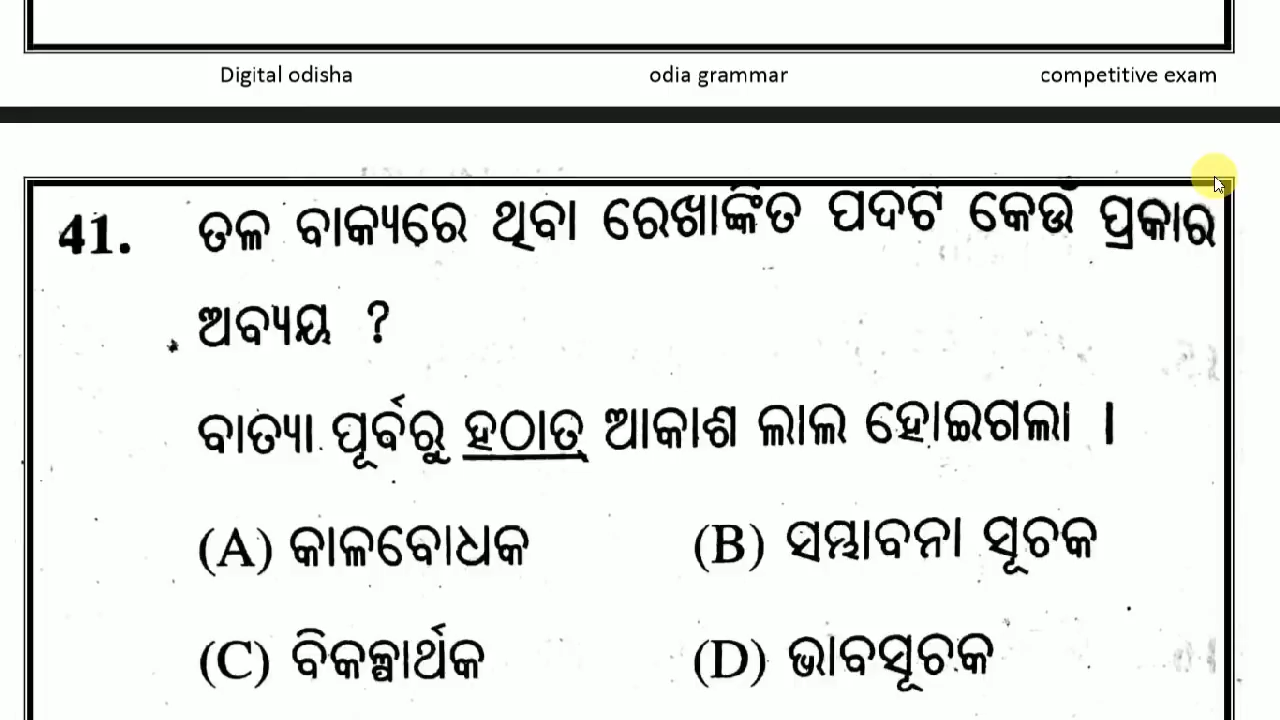 Digital odisha odia grammar competitive exam
41. ତଳ ବାକ୍ୟରେ ଥିବା ରେଖାଙ୍କିତ ପଦଟି କେଉଁ ପ୍ରକାର
ଅବ୍ୟୟ ?
ବାତ୍ୟା ପୂର୍ବରୁ ହଠାତ୍ ଆକାଶ ଲାଲ ହୋଇଗଲା ।
(A) କାଳବୋଧକ (B) ସମ୍ଭାବନା ସୂଚକ
(C) ବିକଳ୍ପାର୍ଥକ (D) ଭାବସୂଚକ